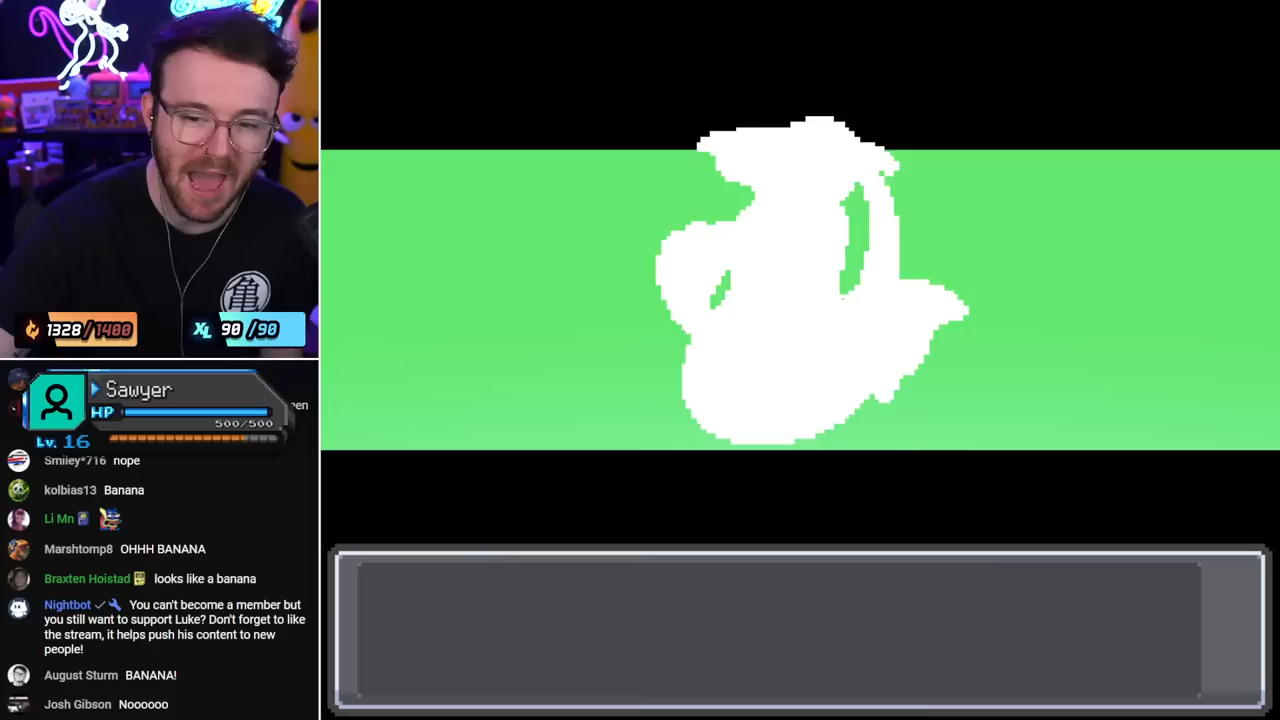 1328/1400
XL 90/90
Sawyer
HP
500/500
een
Lv. 16
Smiley*716 nope
kolbias13 Banana
Li Mn
Marshtomp8 OHHH BANANA
Braxten Hoistad looks like a banana
Nightbot You can't become a member but
you still want to support Luke? Don't forget to like
the stream, it helps push his content to new
people!
August Sturm BANANA!
Josh Gibson Noooooo